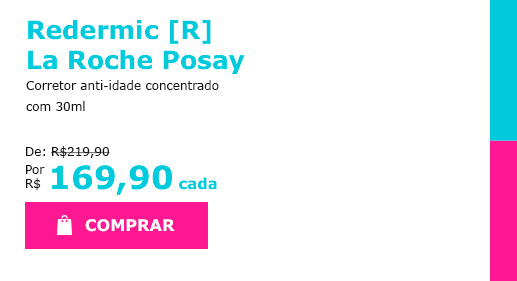 Redermic [R]
La Roche Posay
Corretor anti-idade concentrado
com 30ml
De: R$219,90
Por
R$ 169,90 cada
COMPRAR